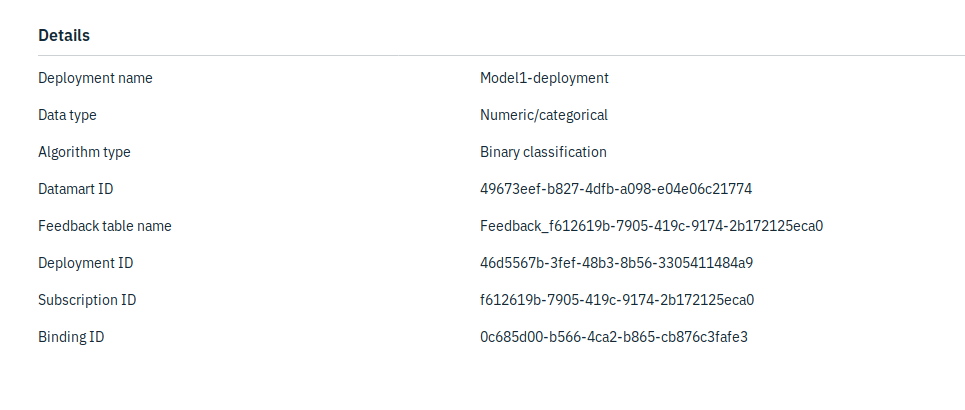 Details
Deployment name Model1-deployment
Data type Numeric/categorical
Algorithm type Binary classification
Datamart ID 49673eef-b827-4dfb-a098-e04e06c21774
Feedback table name Feedback_f612619b-7905-419c-9174-2b172125eca0
Deployment ID 46d5567b-3fef-48b3-8b56-3305411484a9
Subscription ID f612619b-7905-419c-9174-2b172125eca0
Binding ID 0c685d00-b566-4ca2-b865-cb876c3fafe3